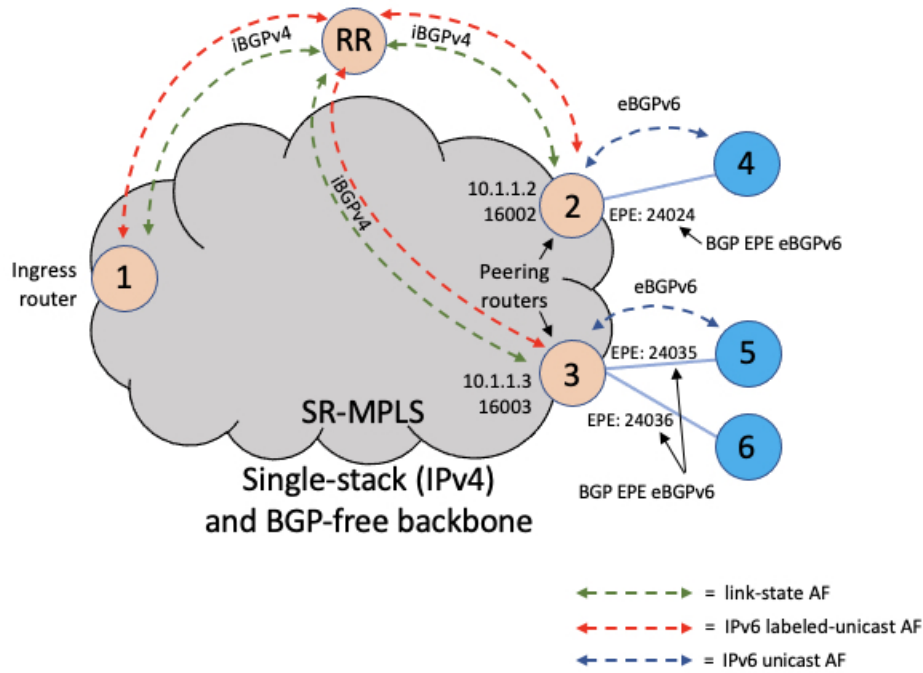 RR
iBGPv4
iBGPv4
iBGPv4
eBGPv6
4
10.1.1.2
16002
2
EPE: 24024
BGP EPE eBGPv6
Ingress
router
1
Peering
routers
eBGPv6
5
EPE: 24035
10.1.1.3
16003
3
EPE: 24036
6
BGP EPE eBGPv6
SR-MPLS
Single-stack (IPv4)
and BGP-free backbone
= link-state AF
= IPv6 labeled-unicast AF
= IPv6 unicast AF